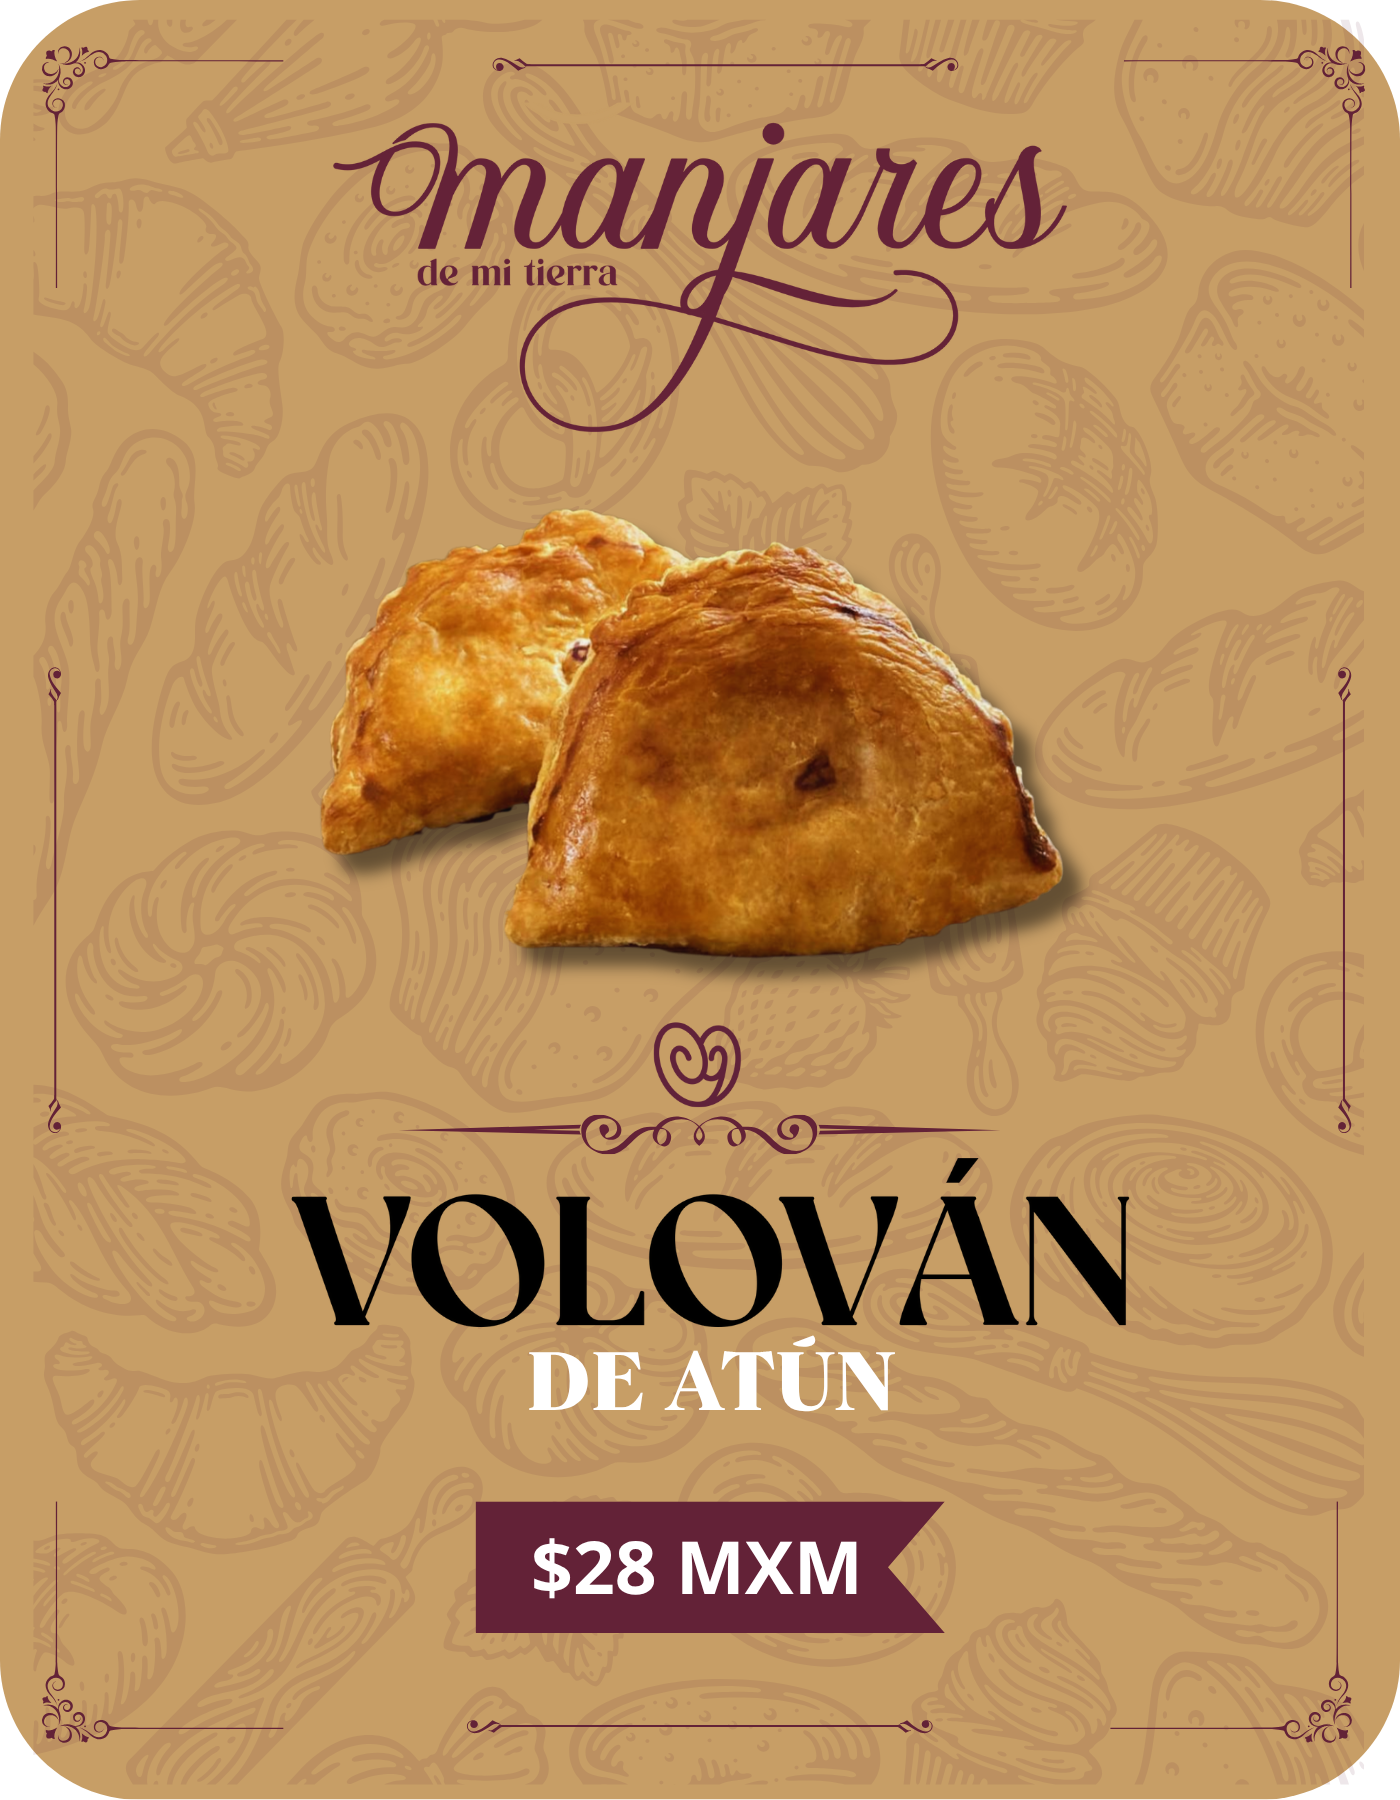 manjares
de mi tierra
VOLOVÁN
DE ATÚN
$28 MXM